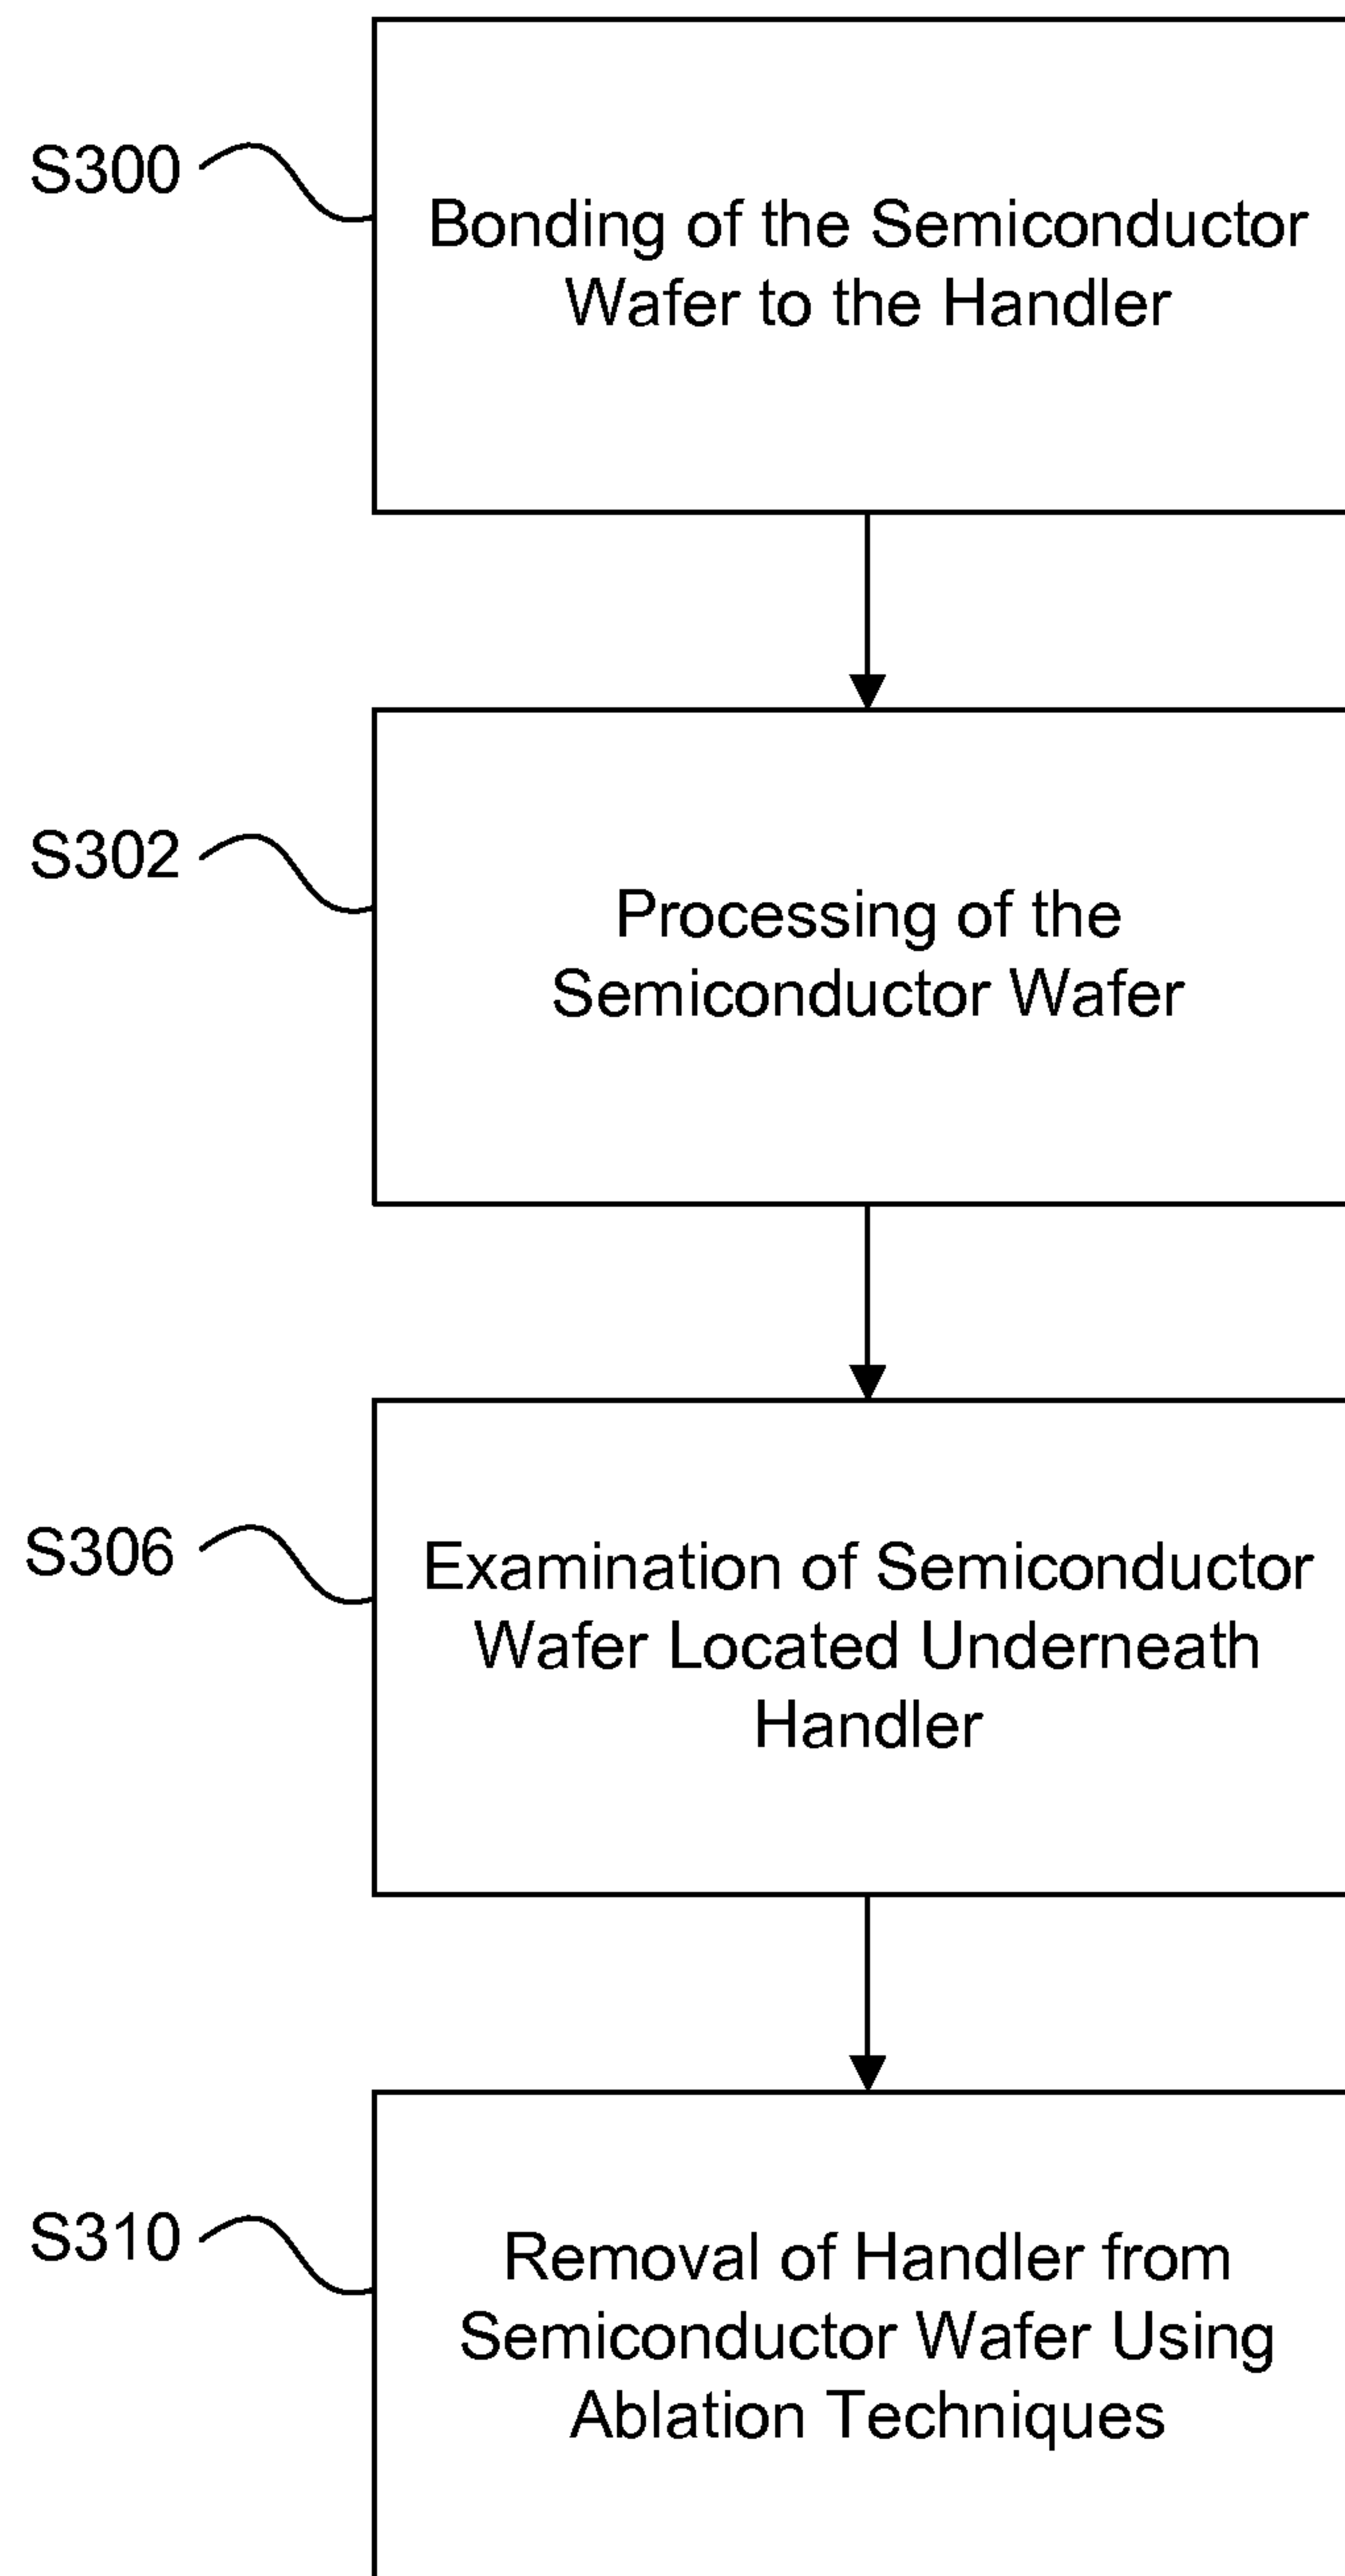 S300
Bonding of the Semiconductor
Wafer to the Handler
S302
Processing of the
Semiconductor Wafer
S306
Examination of Semiconductor
Wafer Located Underneath
Handler
S310
Removal of Handler from
Semiconductor Wafer Using
Ablation Techniques